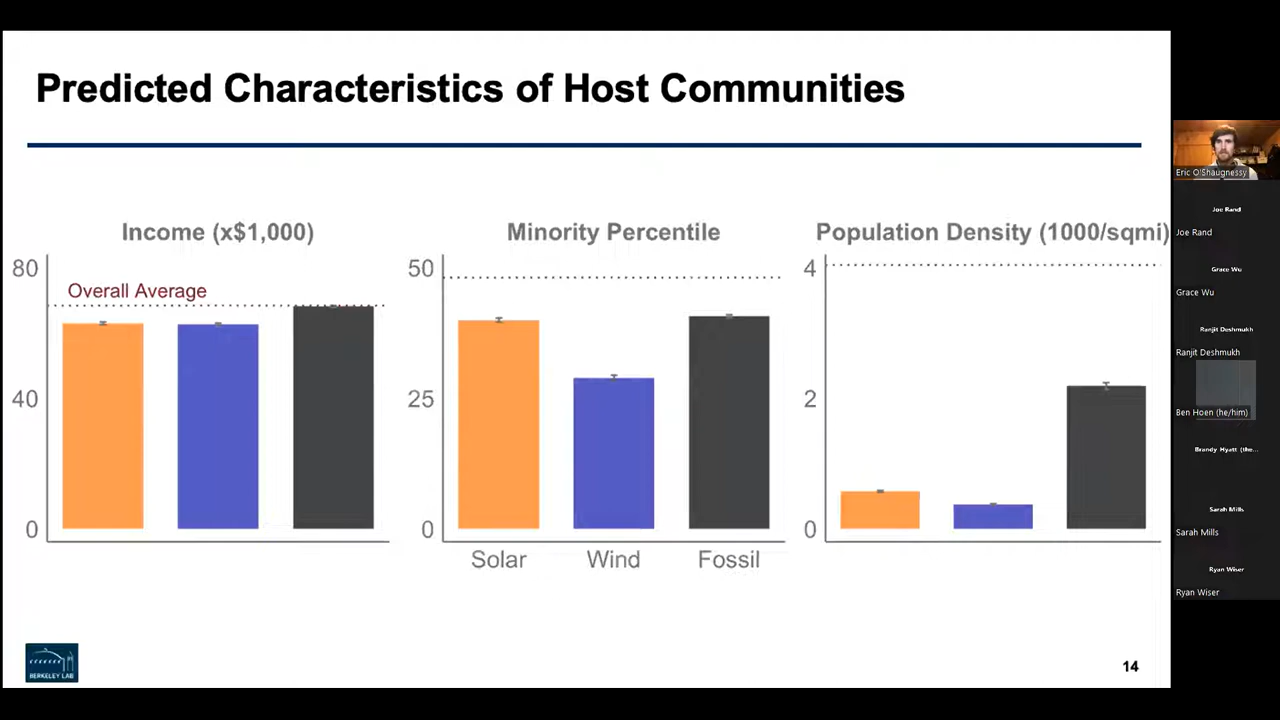 Predicted Characteristics of Host Communities
Income (x$1,000)
80
Overall Average
40
0
Minority Percentile
50
25
0
Solar
Wind
Fossil
Population Density (1000/sqmi)
4
2
0
BERKELEY LAB
14
Eric O'Shaugnessy
Joe Rand
Joe Rand
Grace Wu
Grace Wu
Ranjit Deshmukh
Ranjit Deshmukh
Ben Hoen (he/him)
Brandy Hyatt (the...
Sarah Mills
Sarah Mills
Ryan Wiser
Ryan Wiser